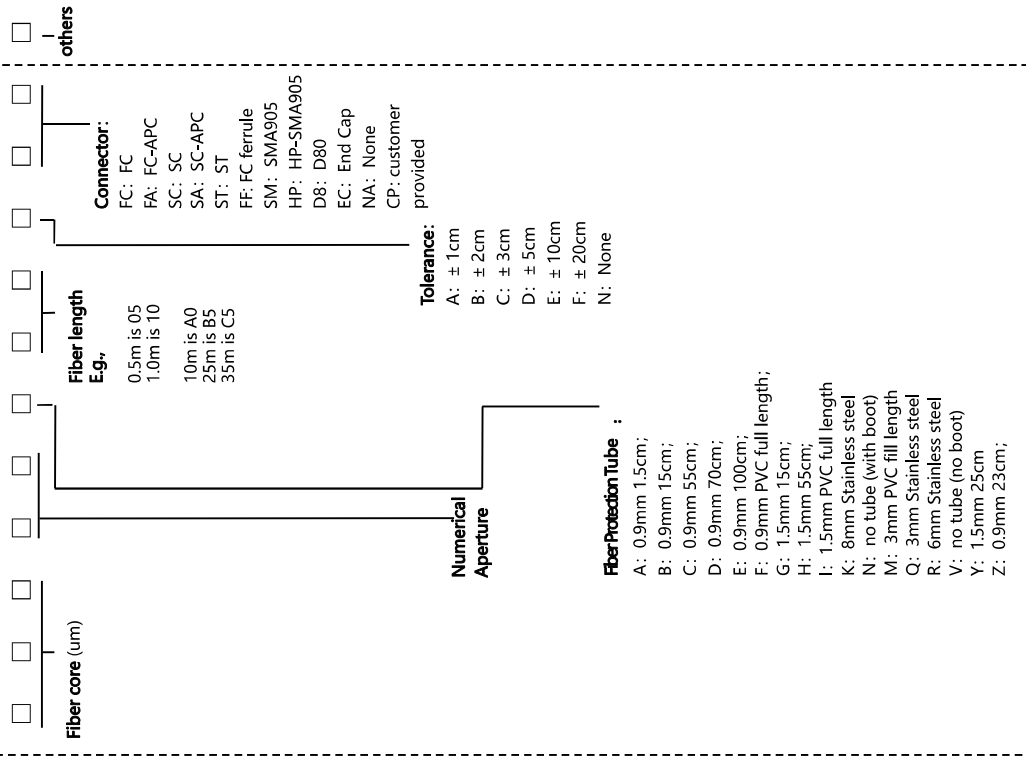 Fiber core (um)
Numerical
Aperture
Fiber Protection Tube ：
A: 0.9mm 1.5cm;
B: 0.9mm 15cm;
C: 0.9mm 55cm;
D: 0.9mm 70cm;
E: 0.9mm 100cm;
F: 0.9mm PVC full length;
G: 1.5mm 15cm;
H: 1.5mm 55cm;
I: 1.5mm PVC full length
K: 8mm Stainless steel
N: no tube (with boot)
M: 3mm PVC fill length
Q: 3mm Stainless steel
R: 6mm Stainless steel
V: no tube (no boot)
Y: 1.5mm 25cm
Z: 0.9mm 23cm;
Fiber length
E.g.,
0.5m is 05
1.0m is 10
10m is A0
25m is B5
35m is C5
Tolerance:
A: ± 1cm
B: ± 2cm
C: ± 3cm
D: ± 5cm
E: ± 10cm
F: ± 20cm
N: None
Connector:
FC: FC
FA: FC-APC
SC: SC
SA: SC-APC
ST: ST
FF: FC ferrule
SM: SMA905
HP: HP-SMA905
D8: D80
EC: End Cap
NA: None
CP: customer
provided
others